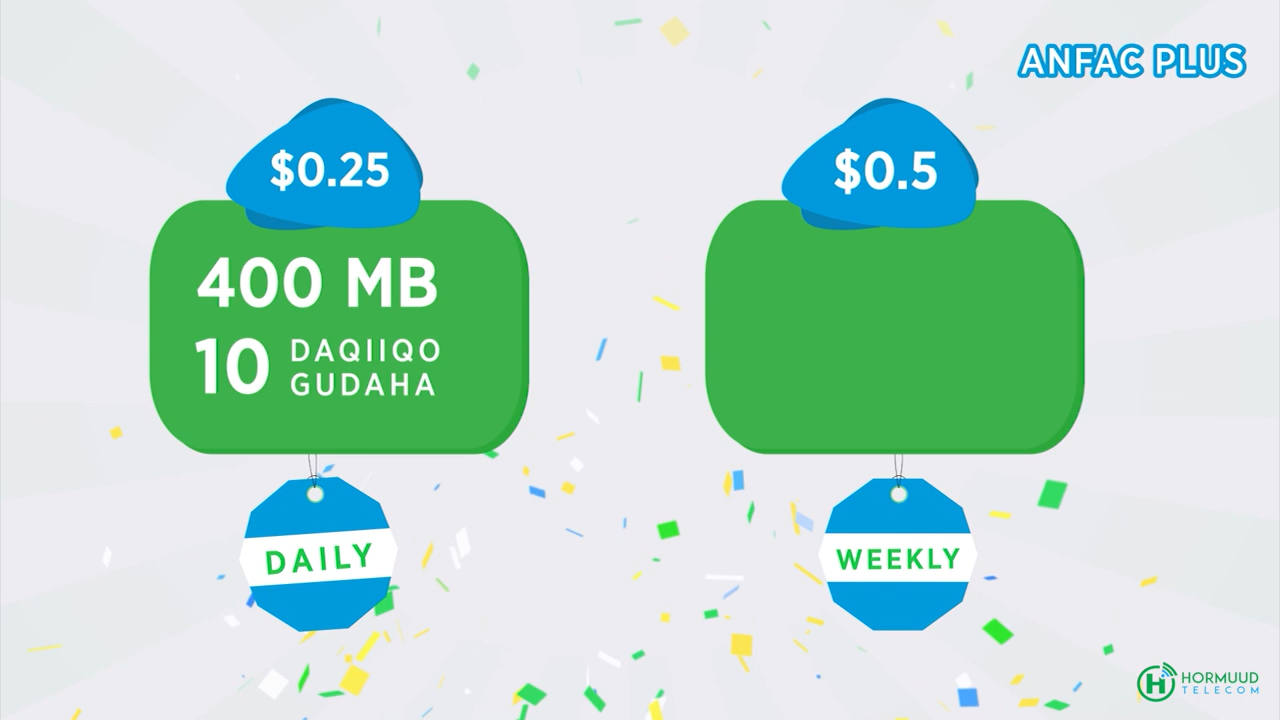 ANFAC PLUS
$0.25
400 MB
10 DAQIIQO
GUDAHA
DAILY
$0.5
WEEKLY
HORMUUD
TELECOM